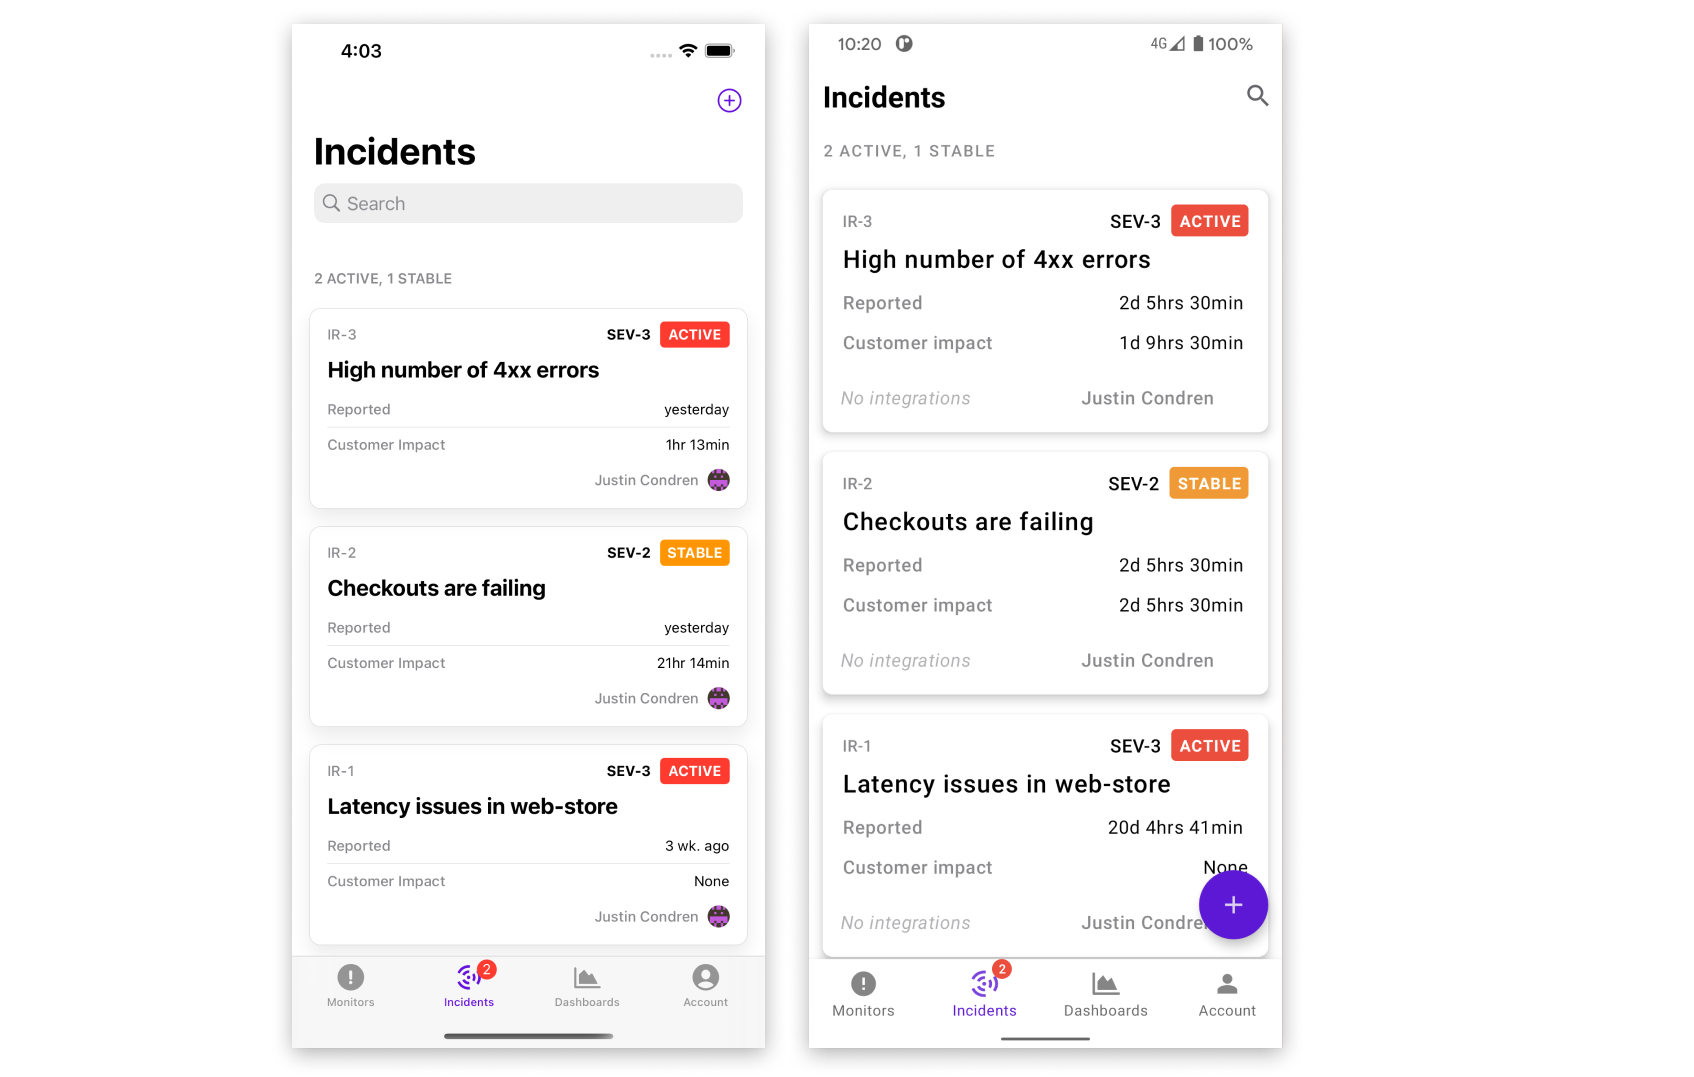 4:03
Incidents
Search
2 ACTIVE, 1 STABLE
IR-3 SEV-3 ACTIVE
High number of 4xx errors
Reported yesterday
Customer Impact 1hr 13min
Justin Condren
IR-2 SEV-2 STABLE
Checkouts are failing
Reported yesterday
Customer Impact 21hr 14min
Justin Condren
IR-1 SEV-3 ACTIVE
Latency issues in web-store
Reported 3 wk. ago
Customer Impact None
Justin Condren
2
Monitors Incidents Dashboards Account
10:20 4G 100%
Incidents
2 ACTIVE, 1 STABLE
IR-3 SEV-3 ACTIVE
High number of 4xx errors
Reported 2d 5hrs 30min
Customer impact 1d 9hrs 30min
No integrations Justin Condren
IR-2 SEV-2 STABLE
Checkouts are failing
Reported 2d 5hrs 30min
Customer impact 2d 5hrs 30min
No integrations Justin Condren
IR-1 SEV-3 ACTIVE
Latency issues in web-store
Reported 20d 4hrs 41min
Customer impact None
No integrations Justin Condre
2
Monitors Incidents Dashboards Account